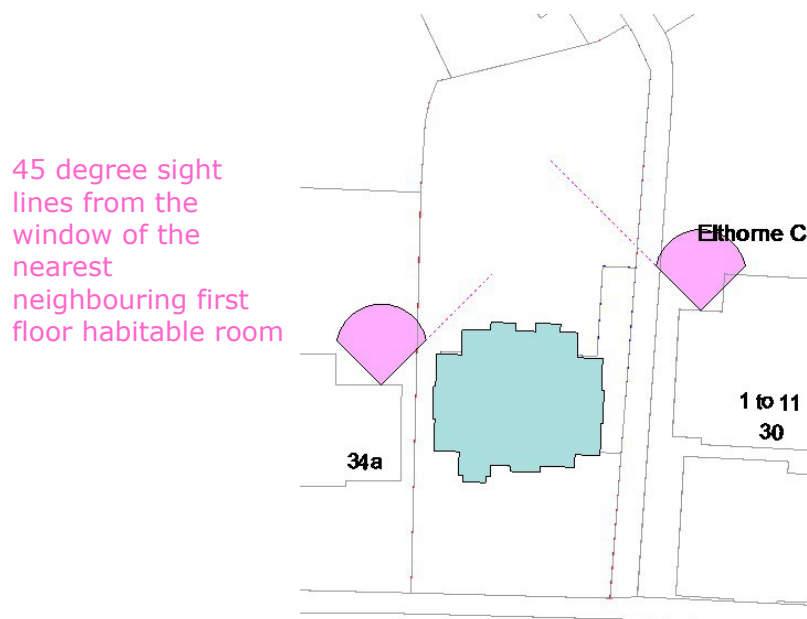 45 degree sight
lines from the
window of the
nearest
neighbouring first
floor habitable room
Elthorne C
1 to 11
30
34a